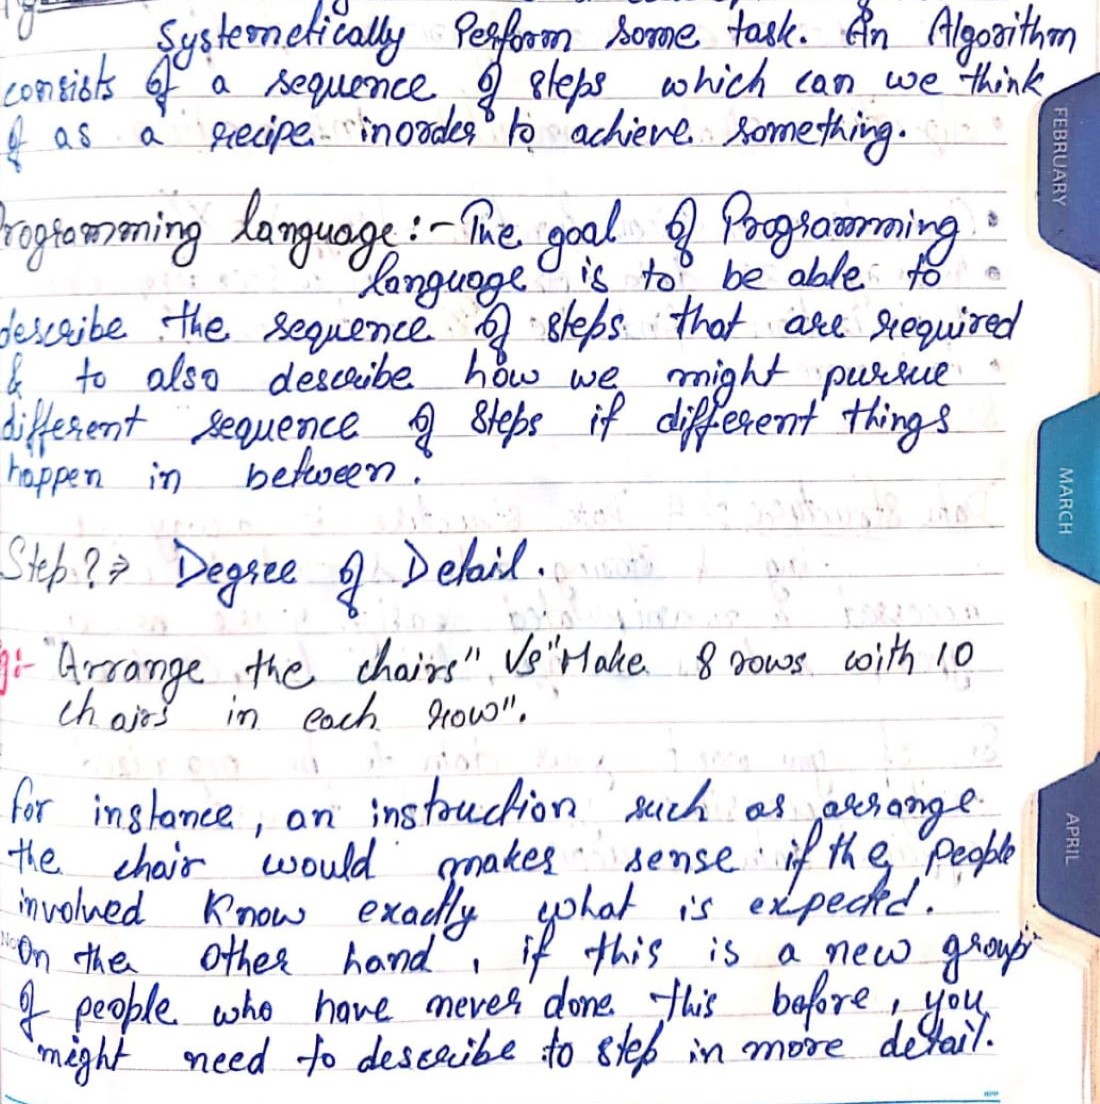 Systemetically Perform some task. An Algorithm
consists of a sequence of steps which can we think
of as a recipe inorder to achieve something.
FEBRUARY
Programming language:- The goal of Programming
language is to be able to
describe the sequence of steps that are required
& to also describe how we might pursue
different sequence of steps if different things
happen in between.
MARCH
Step? ⇒ Degree of Detail.
g:- "Arrange the chairs" Vs "Make 8 rows with 10
chairs in each row".
APRIL
for instance, an instruction such as arrange
the chair would makes sense if the People
involved Know exactly what is expected.
On the other hand, if this is a new group
of people who have never done this before, you
might need to describe to step in more detail.